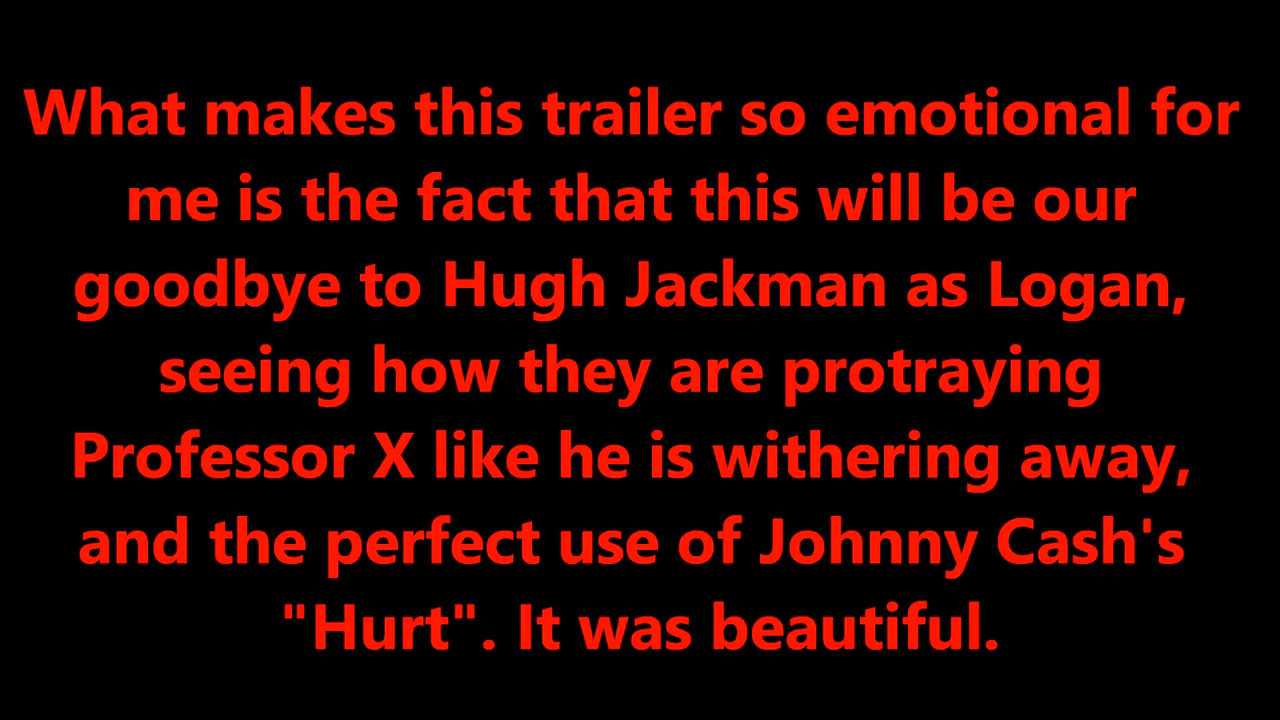 What makes this trailer so emotional for
me is the fact that this will be our
goodbye to Hugh Jackman as Logan,
seeing how they are protraying
Professor X like he is withering away,
and the perfect use of Johnny Cash's
"Hurt". It was beautiful.